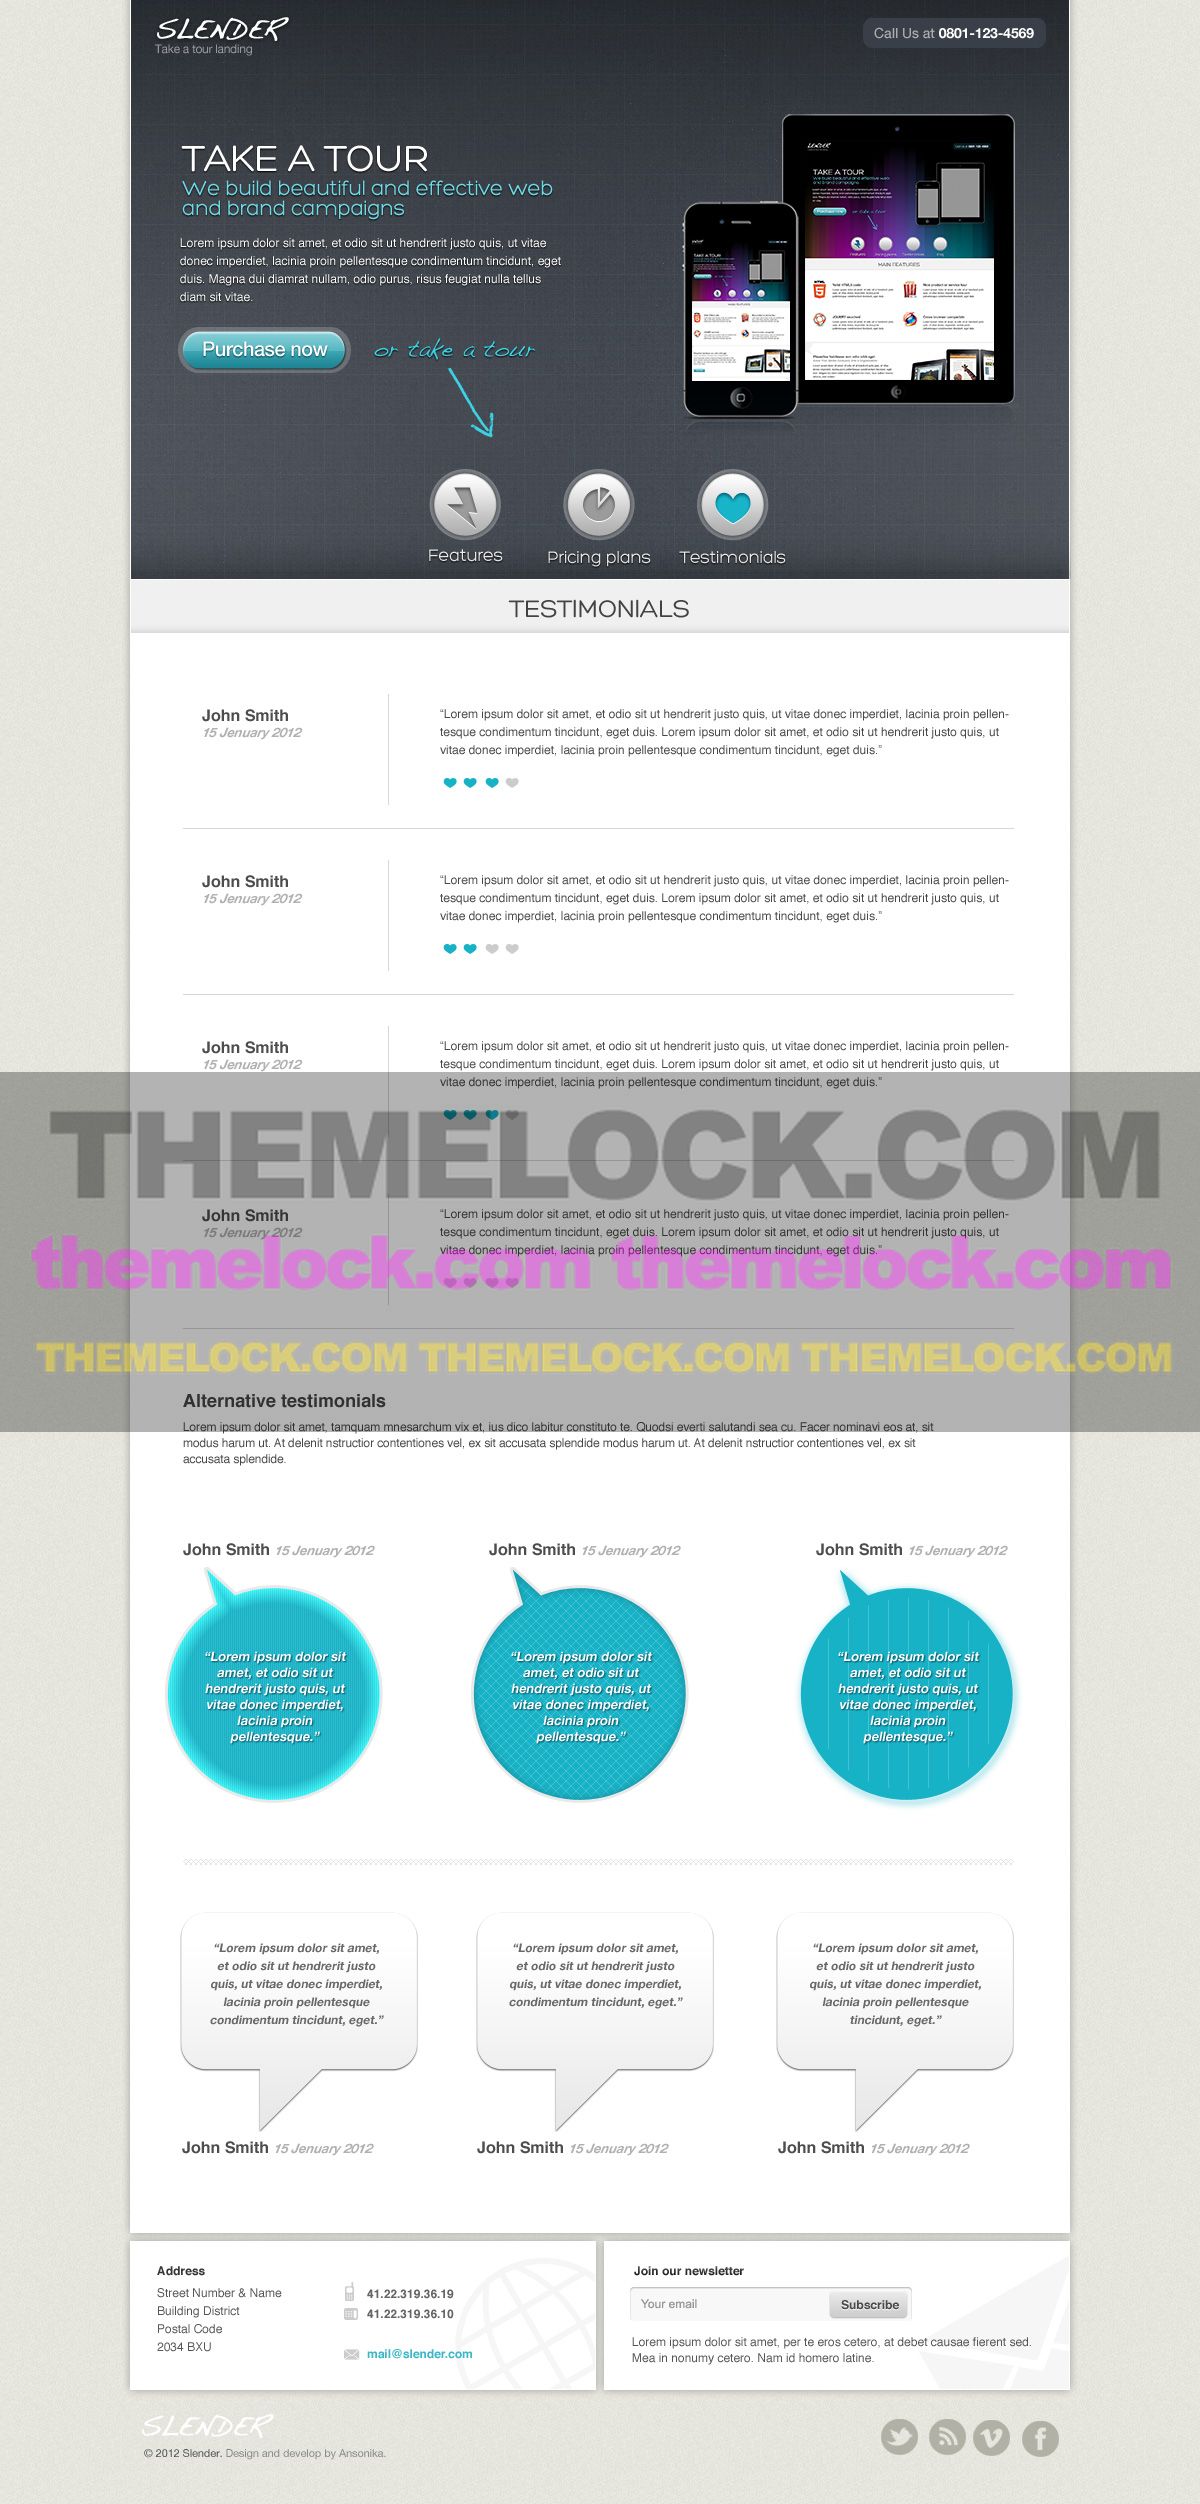 SLENDER
Take a tour landing
Call Us at 0801-123-4569
TAKE A TOUR
We build beautiful and effective web
and brand campaigns
Lorem ipsum dolor sit amet, et odio sit ut hendrerit justo quis, ut vitae
donec imperdiet, lacinia proin pellentesque condimentum tincidunt, eget
duis. Magna dui diamrat nullam, odio purus, risus feugiat nulla tellus
diam sit vitae.
Purchase now
or take a tour
TAKE A TOUR
MAIN FEATURES
TAKE A TOUR
Features
Pricing plans
Testimonials
TESTIMONIALS
John Smith
15 Jenuary 2012
“Lorem ipsum dolor sit amet, et odio sit ut hendrerit justo quis, ut vitae donec imperdiet, lacinia proin pellen-
tesque condimentum tincidunt, eget duis. Lorem ipsum dolor sit amet, et odio sit ut hendrerit justo quis, ut
vitae donec imperdiet, lacinia proin pellentesque condimentum tincidunt, eget duis.”
John Smith
15 Jenuary 2012
“Lorem ipsum dolor sit amet, et odio sit ut hendrerit justo quis, ut vitae donec imperdiet, lacinia proin pellen-
tesque condimentum tincidunt, eget duis. Lorem ipsum dolor sit amet, et odio sit ut hendrerit justo quis, ut
vitae donec imperdiet, lacinia proin pellentesque condimentum tincidunt, eget duis.”
John Smith
15 Jenuary 2012
“Lorem ipsum dolor sit amet, et odio sit ut hendrerit justo quis, ut vitae donec imperdiet, lacinia proin pellen-
tesque condimentum tincidunt, eget duis. Lorem ipsum dolor sit amet, et odio sit ut hendrerit justo quis, ut
vitae donec imperdiet, lacinia proin pellentesque condimentum tincidunt, eget duis.”
THEMELOCK.COM
John Smith
15 Jenuary 2012
“Lorem ipsum dolor sit amet, et odio sit ut hendrerit justo quis, ut vitae donec imperdiet, lacinia proin pellen-
tesque condimentum tincidunt, eget duis. Lorem ipsum dolor sit amet, et odio sit ut hendrerit justo quis, ut
vitae donec imperdiet, lacinia proin pellentesque condimentum tincidunt, eget duis.”
themelock.com themelock.com
THEMELOCK.COM THEMELOCK.COM THEMELOCK.COM
Alternative testimonials
Lorem ipsum dolor sit amet, tamquam mnesarchum vix et, ius dico labitur constituto te. Quodsi everti salutandi sea cu. Facer nominavi eos at, sit
modus harum ut. At delenit nstructior contentiones vel, ex sit accusata splendide modus harum ut. At delenit nstructior contentiones vel, ex sit
accusata splendide.
John Smith 15 Jenuary 2012
“Lorem ipsum dolor sit
amet, et odio sit ut
hendrerit justo quis, ut
vitae donec imperdiet,
lacinia proin
pellentesque.”
John Smith 15 Jenuary 2012
“Lorem ipsum dolor sit
amet, et odio sit ut
hendrerit justo quis, ut
vitae donec imperdiet,
lacinia proin
pellentesque.”
John Smith 15 Jenuary 2012
“Lorem ipsum dolor sit
amet, et odio sit ut
hendrerit justo quis, ut
vitae donec imperdiet,
lacinia proin
pellentesque.”
“Lorem ipsum dolor sit amet,
et odio sit ut hendrerit justo
quis, ut vitae donec imperdiet,
lacinia proin pellentesque
condimentum tincidunt, eget.”
John Smith 15 Jenuary 2012
“Lorem ipsum dolor sit amet,
et odio sit ut hendrerit justo
quis, ut vitae donec imperdiet,
condimentum tincidunt, eget.”
John Smith 15 Jenuary 2012
“Lorem ipsum dolor sit amet,
et odio sit ut hendrerit justo
quis, ut vitae donec imperdiet,
lacinia proin pellentesque
tincidunt, eget.”
John Smith 15 Jenuary 2012
Address
Street Number & Name
Building District
Postal Code
2034 BXU
41.22.319.36.19
41.22.319.36.10
mail@slender.com
Join our newsletter
Your email
Subscribe
Lorem ipsum dolor sit amet, per te eros cetero, at debet causae fierent sed.
Mea in nonumy cetero. Nam id homero latine.
SLENDER
© 2012 Slender. Design and develop by Ansonika.